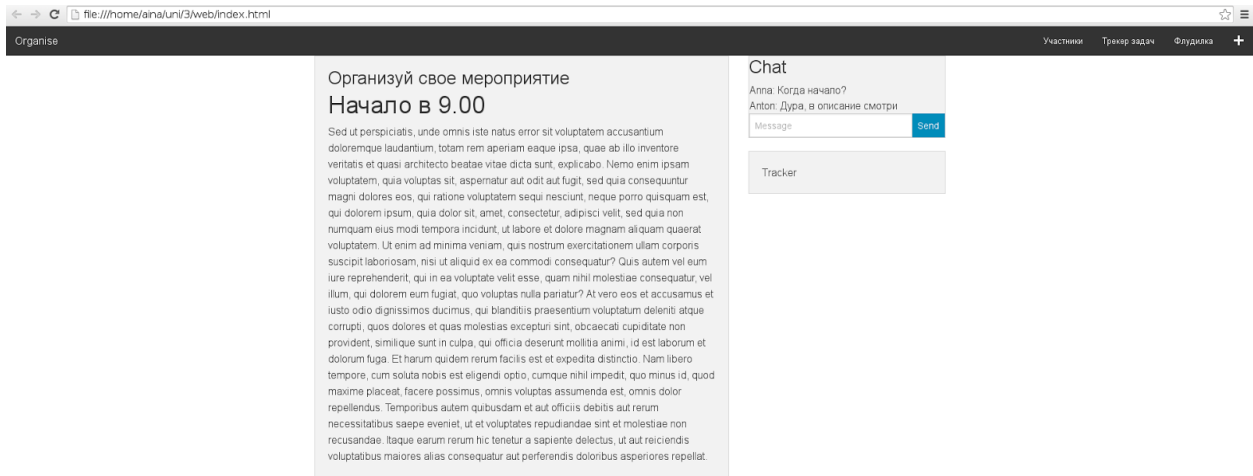 file:///home/aina/uni/3/web/index.html
Organise
Участники Трекер задач Флудилка
Организуй свое мероприятие
Начало в 9.00
Sed ut perspiciatis, unde omnis iste natus error sit voluptatem accusantium
doloremque laudantium, totam rem aperiam eaque ipsa, quae ab illo inventore
veritatis et quasi architecto beatae vitae dicta sunt, explicabo. Nemo enim ipsam
voluptatem, quia voluptas sit, aspernatur aut odit aut fugit, sed quia consequuntur
magni dolores eos, qui ratione voluptatem sequi nesciunt, neque porro quisquam est,
qui dolorem ipsum, quia dolor sit, amet, consectetur, adipisci velit, sed quia non
numquam eius modi tempora incidunt, ut labore et dolore magnam aliquam quaerat
voluptatem. Ut enim ad minima veniam, quis nostrum exercitationem ullam corporis
suscipit laboriosam, nisi ut aliquid ex ea commodi consequatur? Quis autem vel eum
iure reprehenderit, qui in ea voluptate velit esse, quam nihil molestiae consequatur, vel
illum, qui dolorem eum fugiat, quo voluptas nulla pariatur? At vero eos et accusamus et
iusto odio dignissimos ducimus, qui blanditiis praesentium voluptatum deleniti atque
corrupti, quos dolores et quas molestias excepturi sint, obcaecati cupiditate non
provident, similique sunt in culpa, qui officia deserunt mollitia animi, id est laborum et
dolorum fuga. Et harum quidem rerum facilis est et expedita distinctio. Nam libero
tempore, cum soluta nobis est eligendi optio, cumque nihil impedit, quo minus id, quod
maxime placeat, facere possimus, omnis voluptas assumenda est, omnis dolor
repellendus. Temporibus autem quibusdam et aut officiis debitis aut rerum
necessitatibus saepe eveniet, ut et voluptates repudiandae sint et molestiae non
recusandae. Itaque earum rerum hic tenetur a sapiente delectus, ut aut reiciendis
voluptatibus maiores alias consequatur aut perferendis doloribus asperiores repellat.
Chat
Anna: Когда начало?
Anton: Дура, в описание смотри
Message Send
Tracker